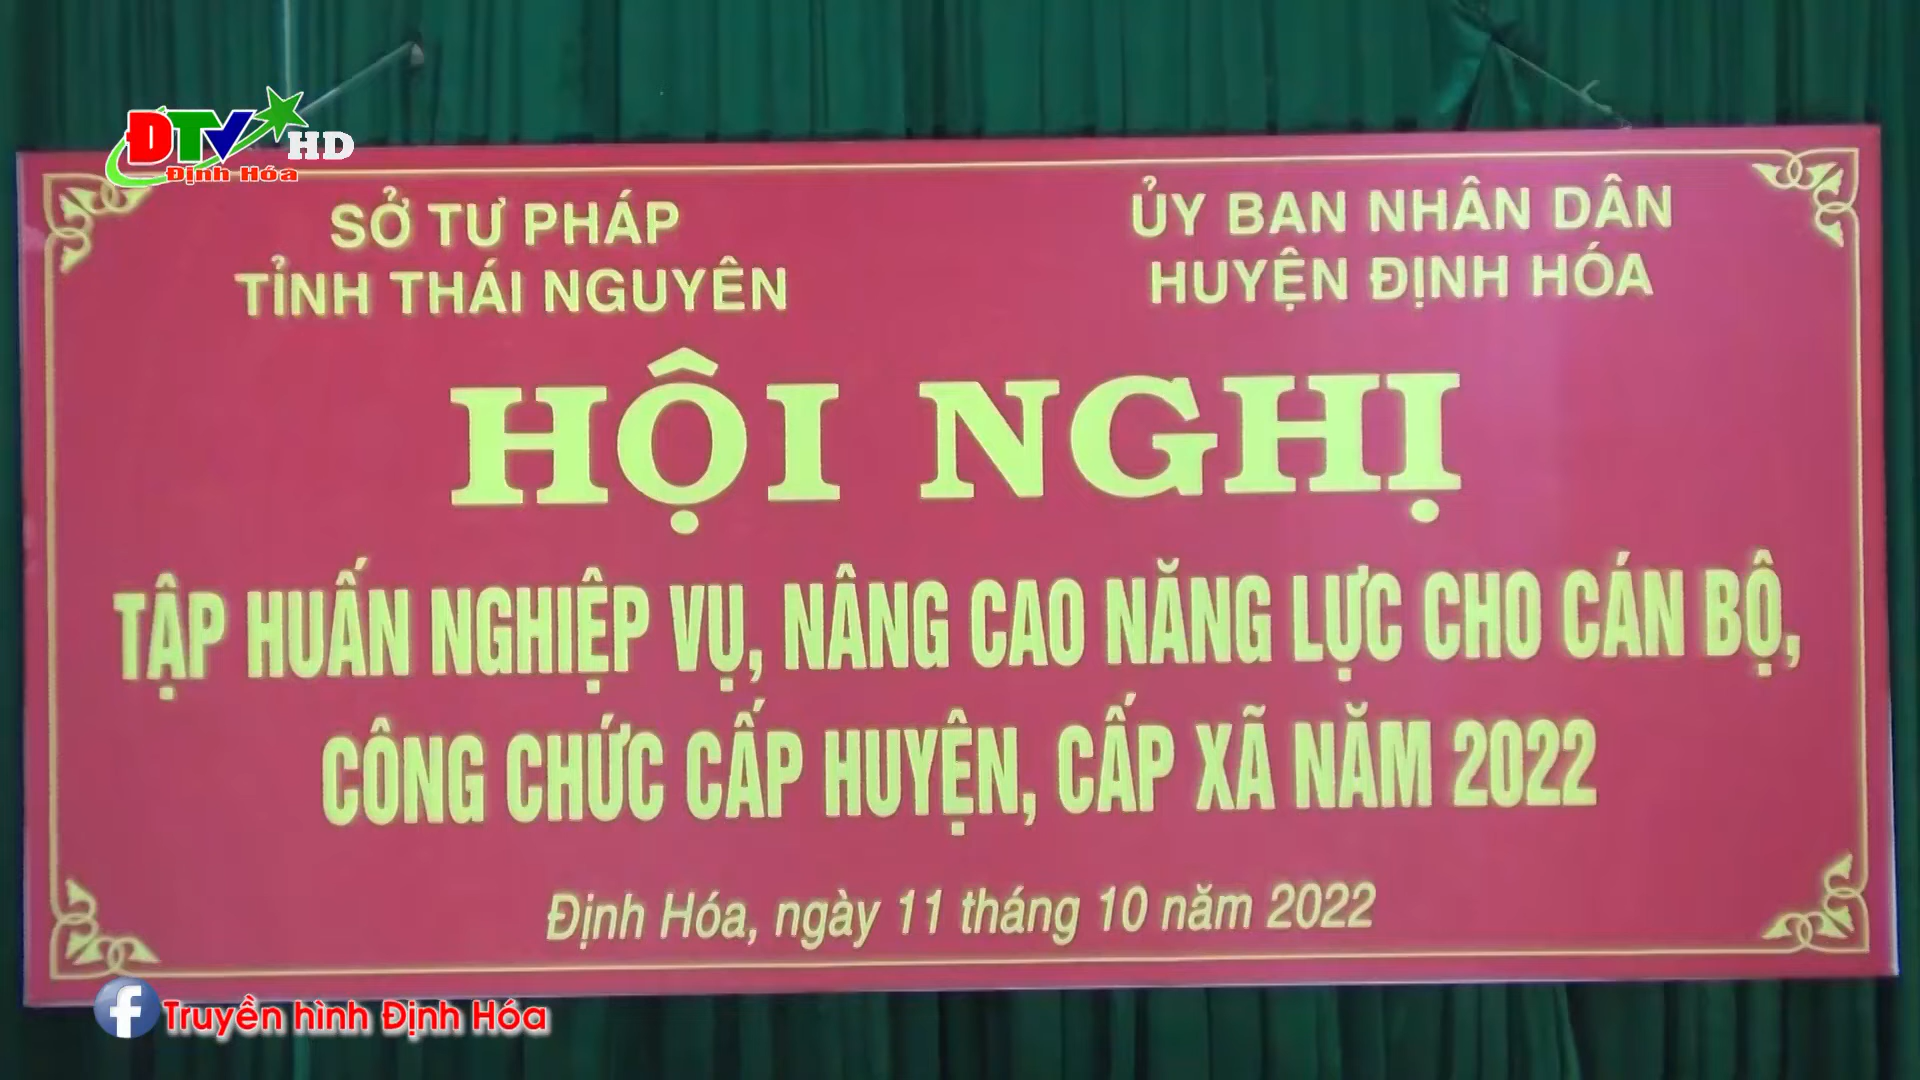 ĐTV HD
Định Hóa
SỞ TƯ PHÁP
TỈNH THÁI NGUYÊN
ỦY BAN NHÂN DÂN
HUYỆN ĐỊNH HÓA
HỘI NGHỊ
TẬP HUẤN NGHIỆP VỤ, NÂNG CAO NĂNG LỰC CHO CÁN BỘ,
CÔNG CHỨC CẤP HUYỆN, CẤP XÃ NĂM 2022
Định Hóa, ngày 11 tháng 10 năm 2022
f Truyền hình Định Hóa